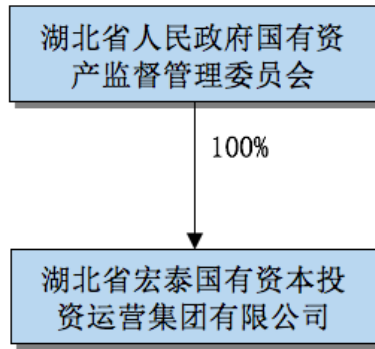 湖北省人民政府国有资
产监督管理委员会
100%
湖北省宏泰国有资本投
资运营集团有限公司